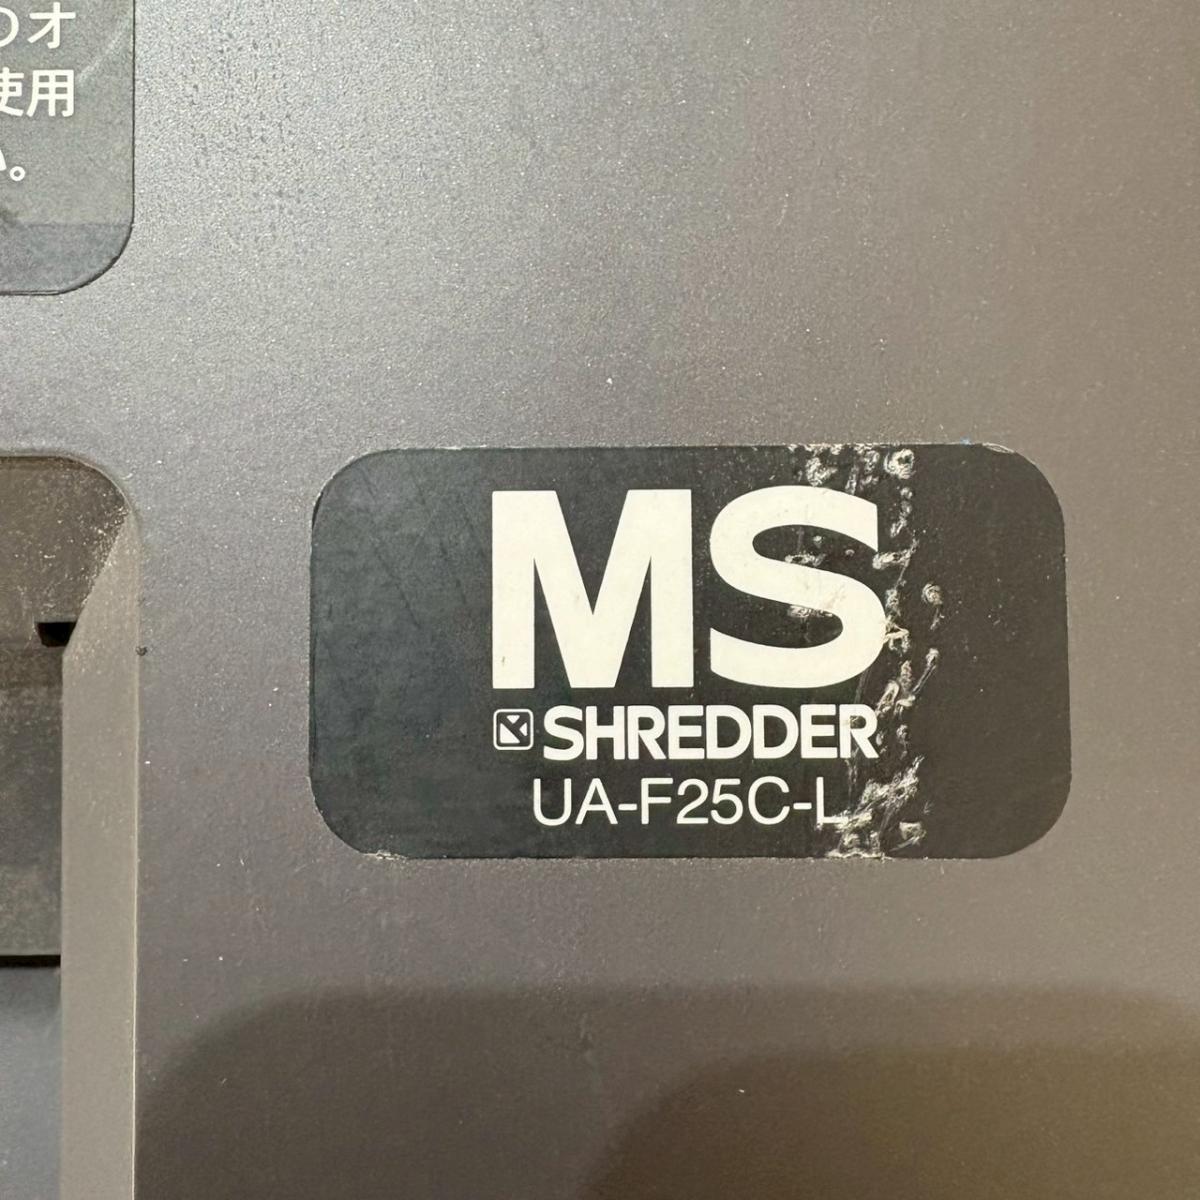 のオ
使用
い。
MS
SHREDDER
UA-F25C-L